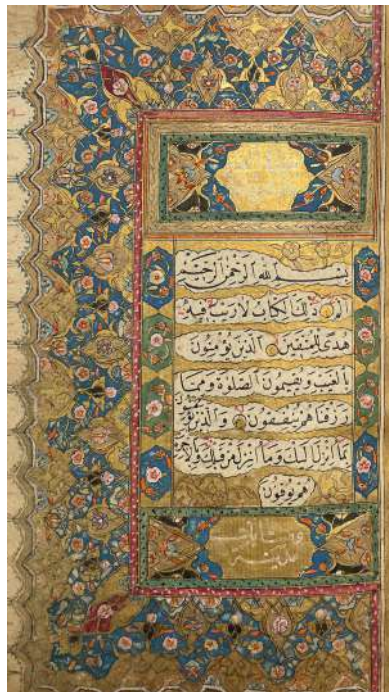 بسم الله الرحمن الرحيم
الم ذلك الكتاب لا ريب فيه
هدى للمتقين الذين يؤمنون
بالغيب ويقيمون الصلوة ومما
رزقناهم ينفقون والذين يؤمنون
بما انزل اليك وما انزل من قبلك وبالاخرة
هم يوقنون
مدنية